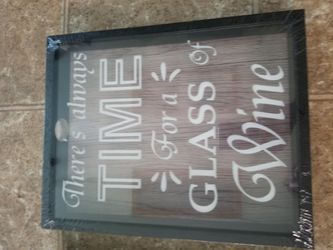 There's always
TIME
For a
GLASS of
Wine